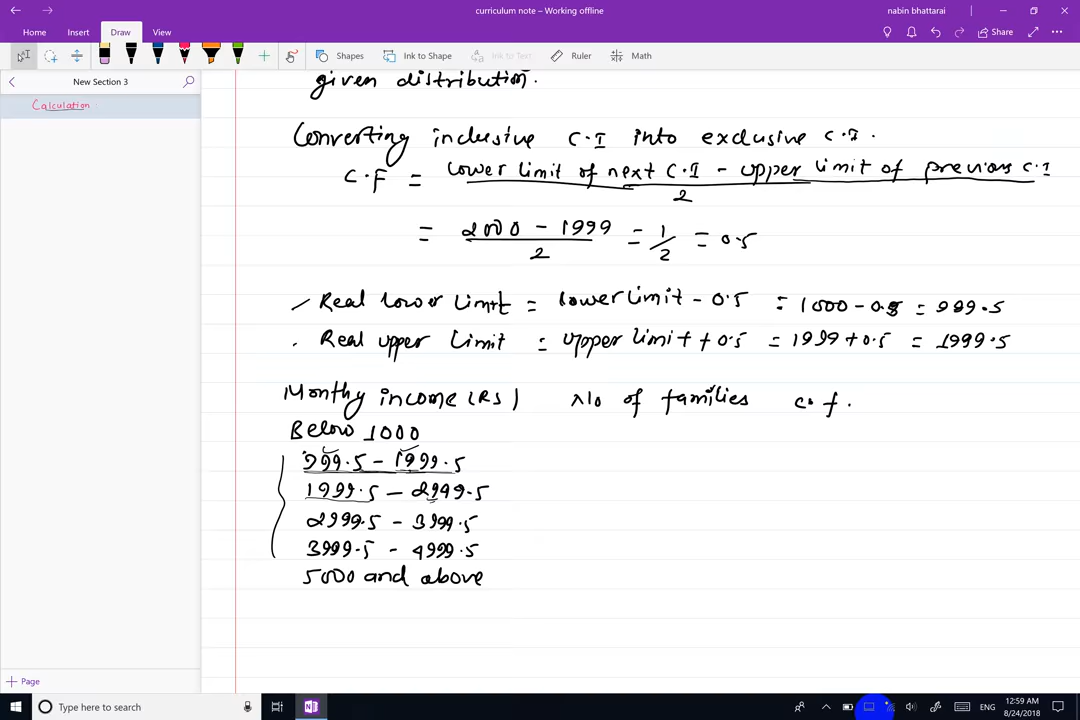 curriculum note – Working offline
nabin bhattarai
Home Insert Draw View
Share
Shapes Ink to Shape Ink to Text Ruler Math
New Section 3
Calculation
given distribution.
Converting inclusive C.I into exclusive C.I.
C.F = lower limit of next C.I - upper limit of previous C.I
2
= 2000 - 1999 = 1/2 = 0.5
2
Real lower limit = lower limit - 0.5 = 1000 - 0.5 = 999.5
Real upper limit = upper limit + 0.5 = 1999 + 0.5 = 1999.5
Monthy income (RS) No of families c.f.
Below 1000
999.5 - 1999.5
1999.5 - 2999.5
2999.5 - 3999.5
3999.5 - 4999.5
5000 and above
Page
Type here to search
ENG
12:59 AM
8/24/2018